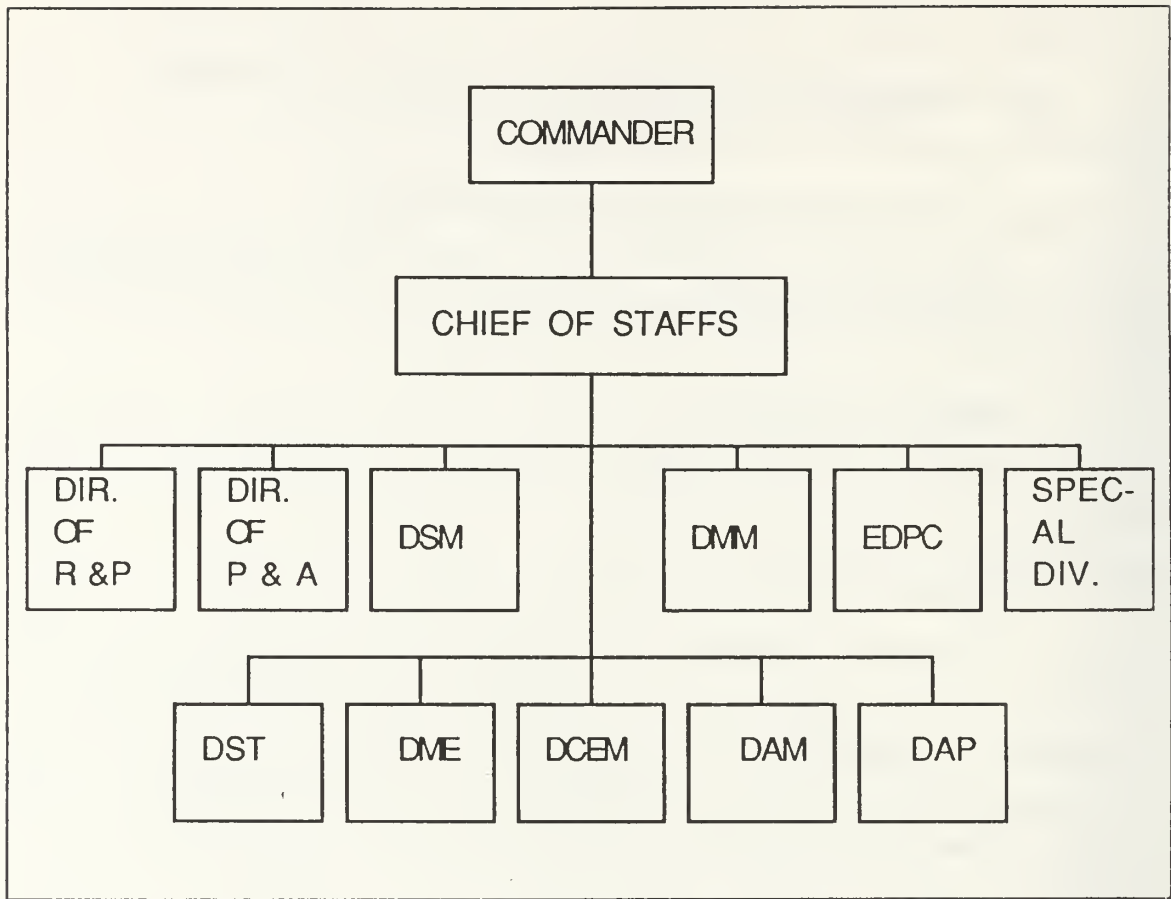 COMMANDER
CHIEF OF STAFFS
DIR.
OF
R &P
DIR.
OF
P & A
DSM
DMM
EDPC
SPEC-
AL
DIV.
DST
DME
DCEM
DAM
DAP